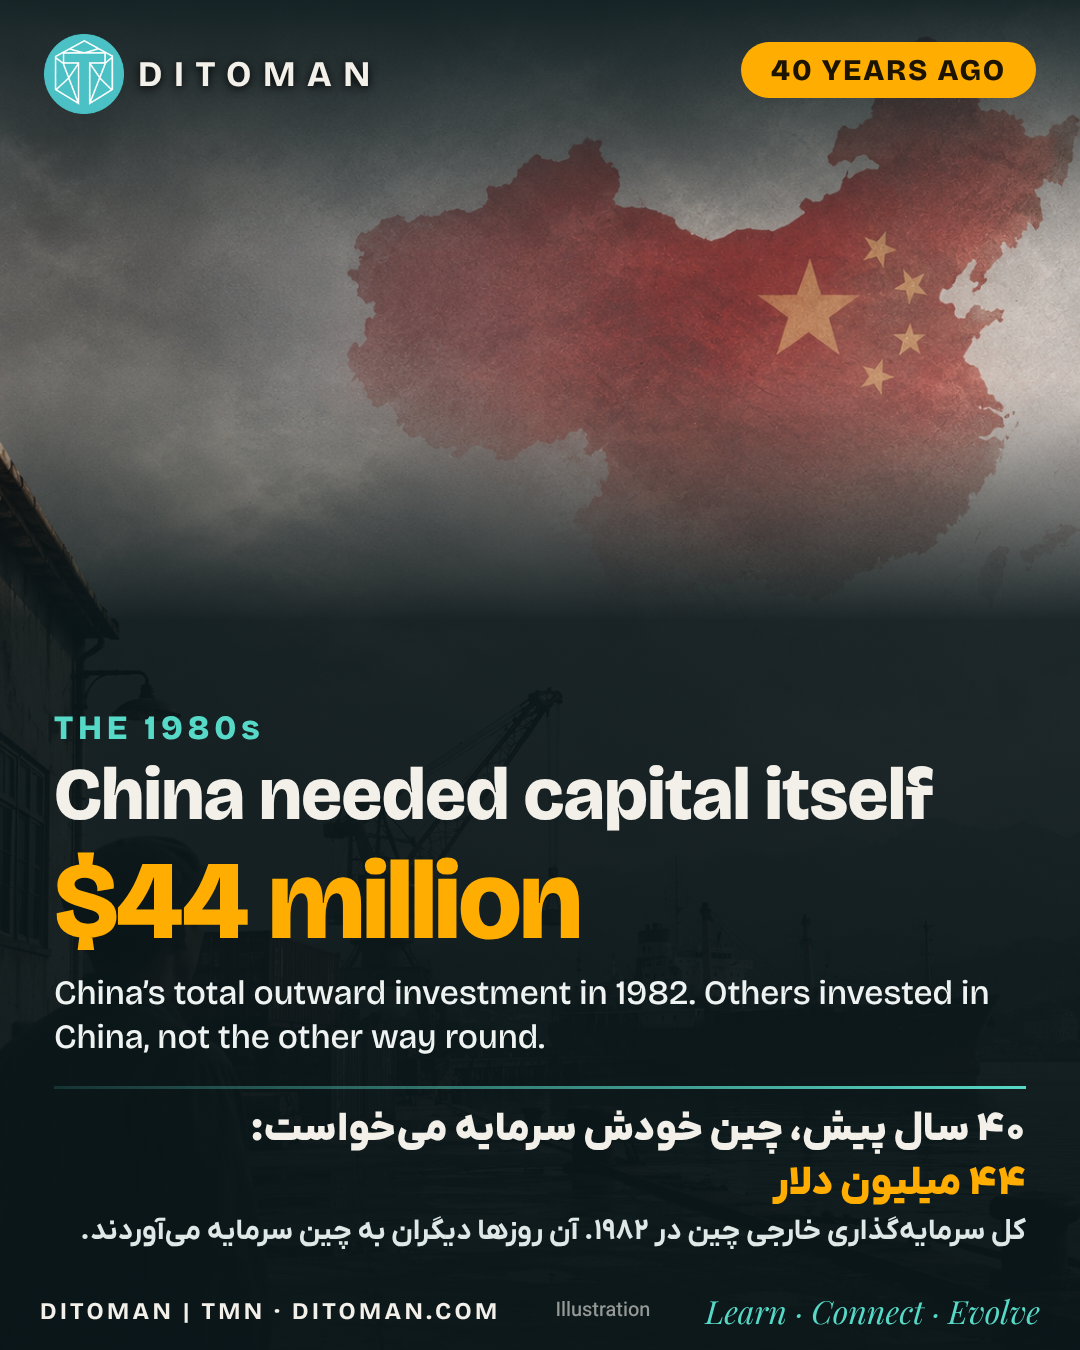 DITOMAN
40 YEARS AGO
THE 1980s
China needed capital itself
$44 million
China's total outward investment in 1982. Others invested in
China, not the other way round.
۴۰ سال پیش، چین خودش سرمایه می‌خواست:
۴۴ میلیون دلار
کل سرمایه‌گذاری خارجی چین در ۱۹۸۲. آن روزها دیگران به چین سرمایه می‌آوردند.
DITOMAN | TMN · DITOMAN.COM
Illustration
Learn · Connect · Evolve